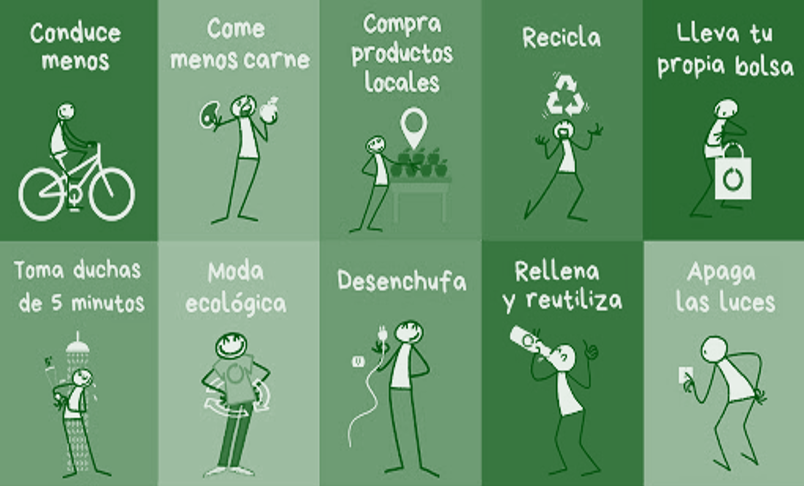 Conduce
menos
Come
menos carne
Compra
productos
locales
Recicla
Lleva tu
propia bolsa
Toma duchas
de 5 minutos
5'
Moda
ecológica
Desenchufa
Rellena
y reutiliza
Apaga
las luces